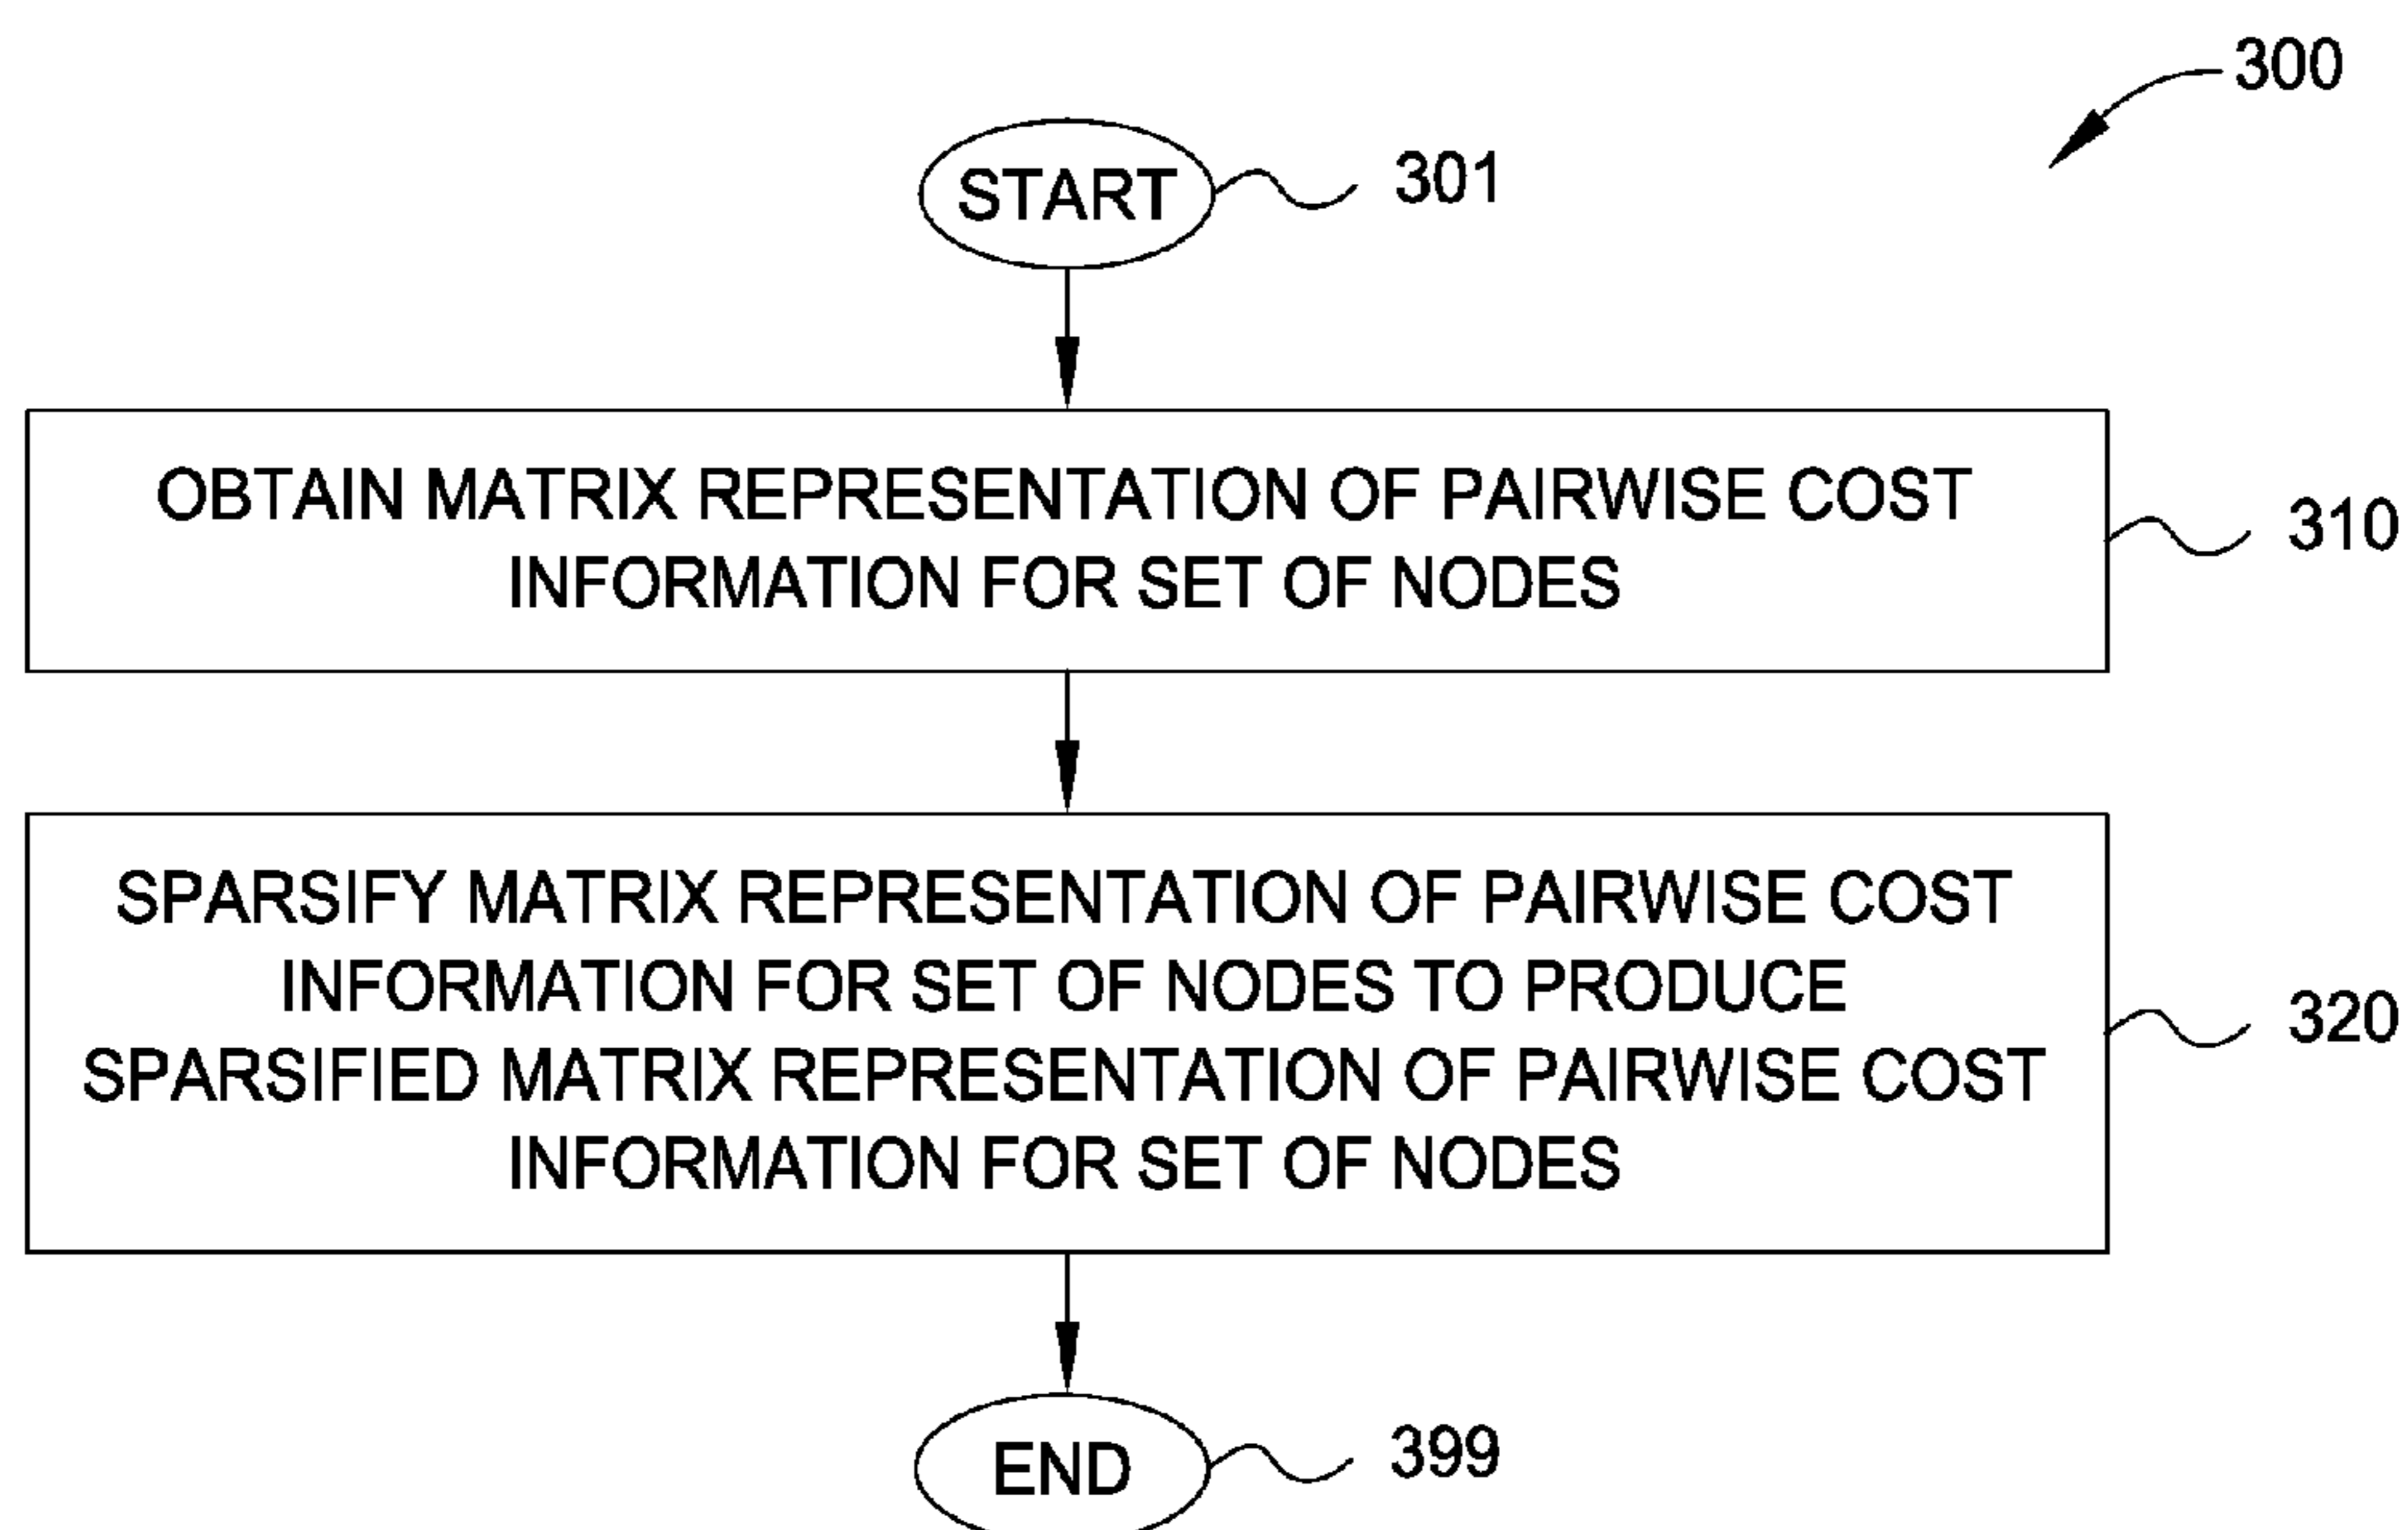 300
START
301
OBTAIN MATRIX REPRESENTATION OF PAIRWISE COST
INFORMATION FOR SET OF NODES
310
SPARSIFY MATRIX REPRESENTATION OF PAIRWISE COST
INFORMATION FOR SET OF NODES TO PRODUCE
SPARSIFIED MATRIX REPRESENTATION OF PAIRWISE COST
INFORMATION FOR SET OF NODES
320
END
399